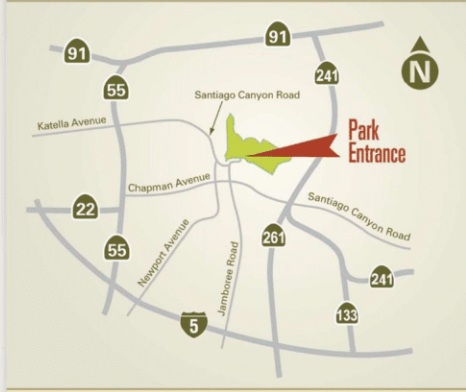 91
91
N
55
241
Santiago Canyon Road
Katella Avenue
Park
Entrance
Chapman Avenue
22
Santiago Canyon Road
55
Newport Avenue
Jamboree Road
261
241
133
5